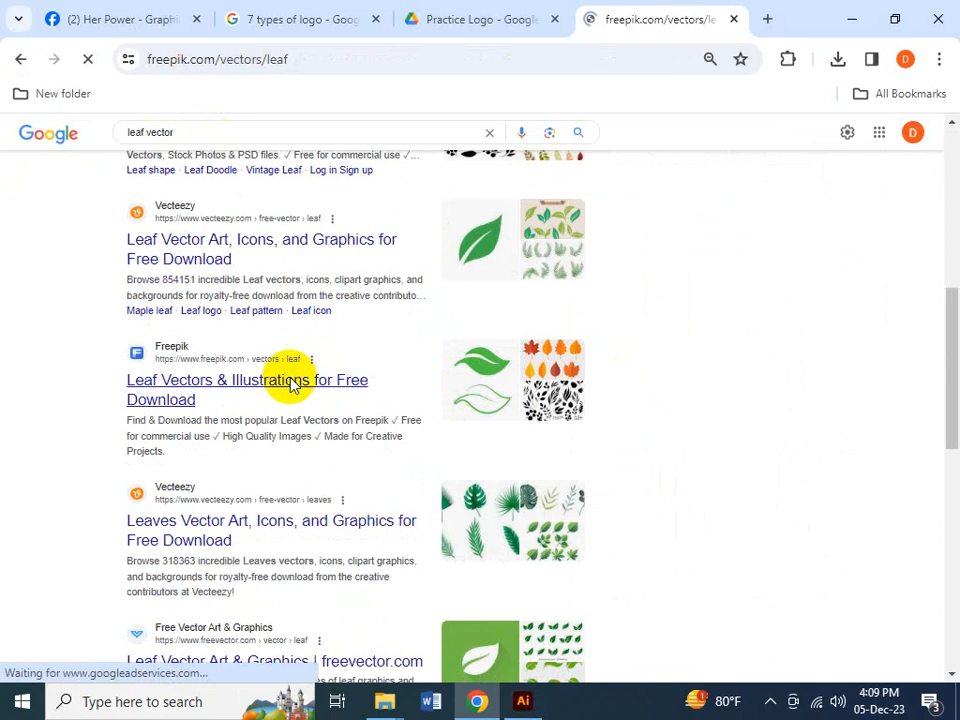 (2) Her Power - Graphi
7 types of logo - Goog
Practice Logo - Google
freepik.com/vectors/le
freepik.com/vectors/leaf
D
New folder
All Bookmarks
Google
leaf vector
D
Vectors, Stock Photos & PSD files. ✓ Free for commercial use ✓...
Leaf shape · Leaf Doodle · Vintage Leaf · Log in Sign up
Vecteezy
https://www.vecteezy.com › free-vector › leaf
Leaf Vector Art, Icons, and Graphics for
Free Download
Browse 854151 incredible Leaf vectors, icons, clipart graphics, and
backgrounds for royalty-free download from the creative contributo...
Maple leaf · Leaf logo · Leaf pattern · Leaf icon
Freepik
https://www.freepik.com › vectors › leaf
Leaf Vectors & Illustrations for Free
Download
Find & Download the most popular Leaf Vectors on Freepik ✓ Free
for commercial use ✓ High Quality Images ✓ Made for Creative
Projects.
Vecteezy
https://www.vecteezy.com › free-vector › leaves
Leaves Vector Art, Icons, and Graphics for
Free Download
Browse 318363 incredible Leaves vectors, icons, clipart graphics,
and backgrounds for royalty-free download from the creative
contributors at Vecteezy!
Free Vector Art & Graphics
https://www.freevector.com › vector › leaf
Leaf Vector Art & Graphics | freevector.com
Waiting for www.googleadservices.com...
es of leaf graphics and
Type here to search
Ai
80°F
4:09 PM
05-Dec-23
3